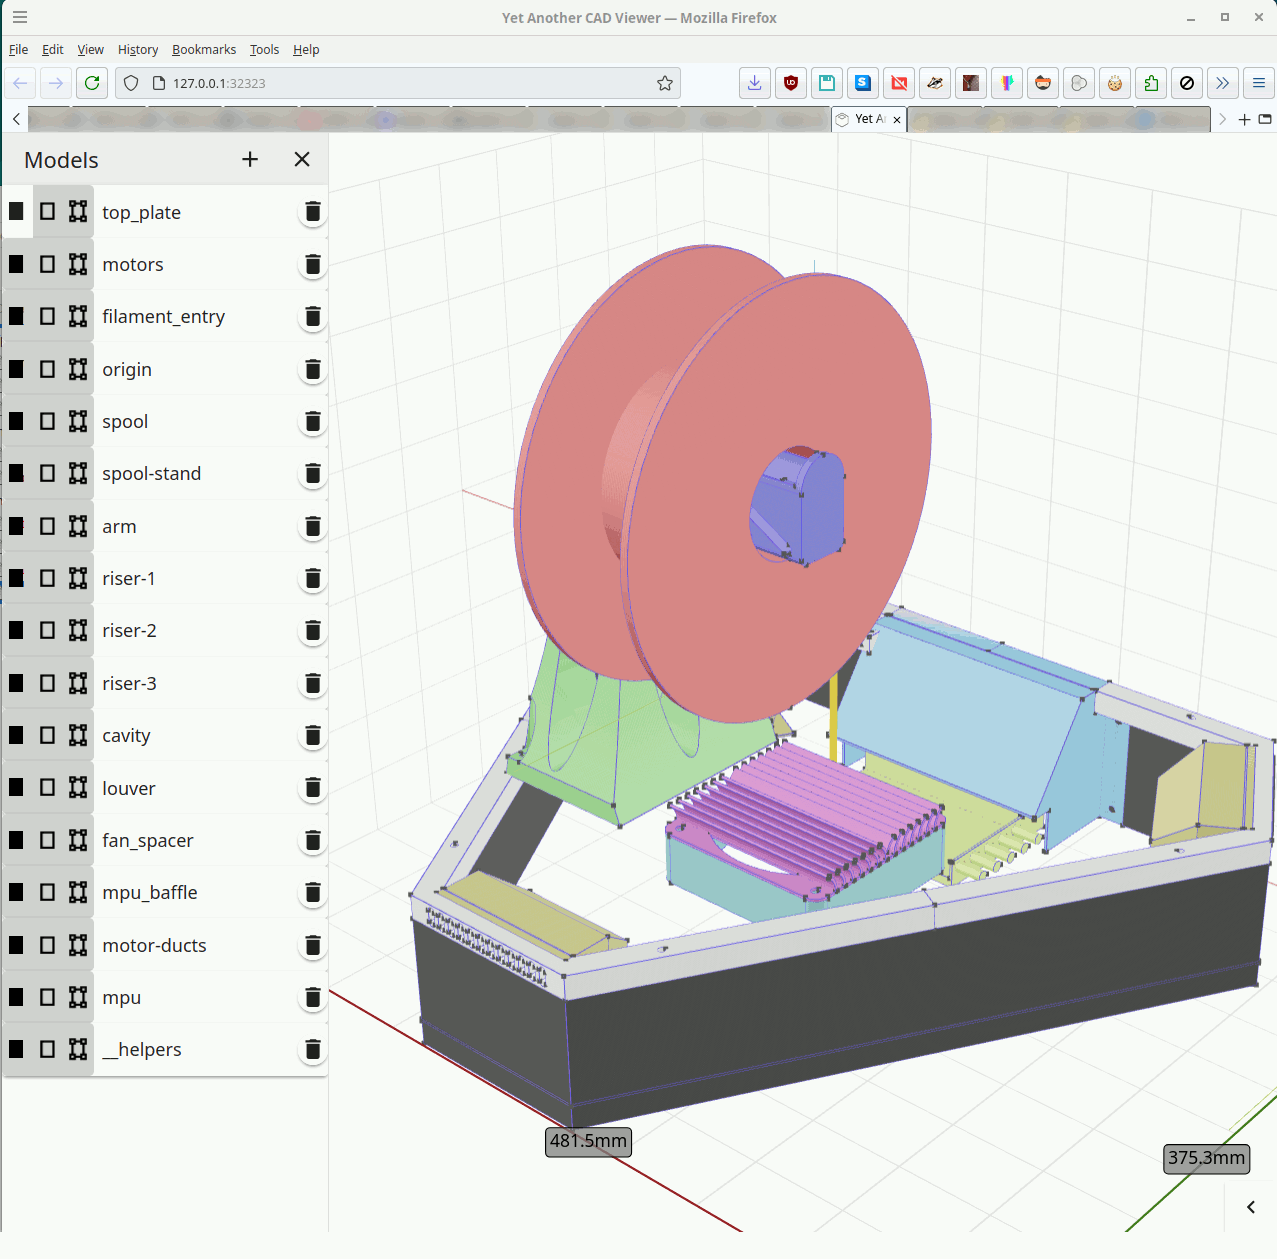 Yet Another CAD Viewer — Mozilla Firefox
File Edit View History Bookmarks Tools Help
127.0.0.1:32323
Yet A
Models
top_plate
motors
filament_entry
origin
spool
spool-stand
arm
riser-1
riser-2
riser-3
cavity
louver
fan_spacer
mpu_baffle
motor-ducts
mpu
__helpers
481.5mm
375.3mm